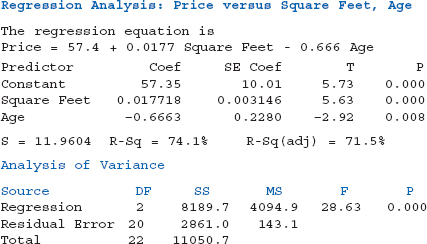 Regression Analysis: Price versus Square Feet, Age
The regression equation is
Price = 57.4 + 0.0177 Square Feet - 0.666 Age
Predictor Coef SE Coef T P
Constant 57.35 10.01 5.73 0.000
Square Feet 0.017718 0.003146 5.63 0.000
Age -0.6663 0.2280 -2.92 0.008
S = 11.9604 R-Sq = 74.1% R-Sq(adj) = 71.5%
Analysis of Variance
Source DF SS MS F P
Regression 2 8189.7 4094.9 28.63 0.000
Residual Error 20 2861.0 143.1
Total 22 11050.7